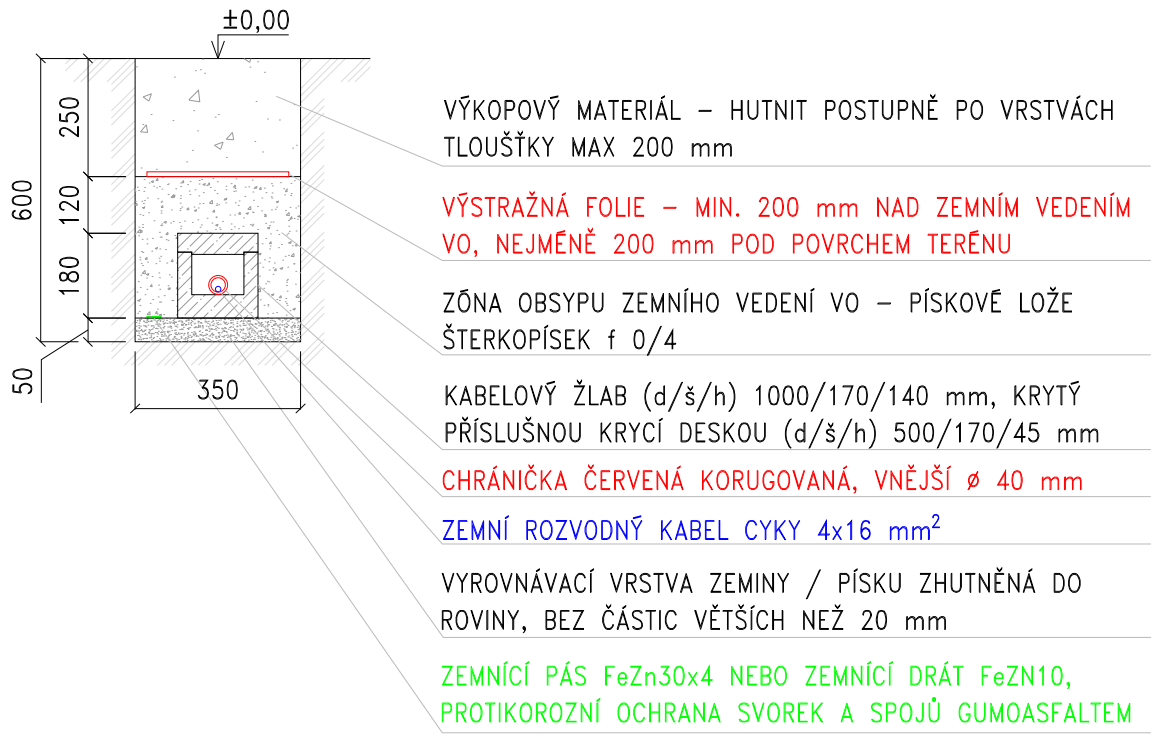 ±0,00
250
120
180
600
50
350
VÝKOPOVÝ MATERIÁL – HUTNIT POSTUPNĚ PO VRSTVÁCH
TLOUŠŤKY MAX 200 mm
VÝSTRAŽNÁ FOLIE – MIN. 200 mm NAD ZEMNÍM VEDENÍM
VO, NEJMÉNĚ 200 mm POD POVRCHEM TERÉNU
ZÓNA OBSYPU ZEMNÍHO VEDENÍ VO – PÍSKOVÉ LOŽE
ŠTERKOPÍSEK f 0/4
KABELOVÝ ŽLAB (d/š/h) 1000/170/140 mm, KRYTÝ
PŘÍSLUŠNOU KRYCÍ DESKOU (d/š/h) 500/170/45 mm
CHRÁNIČKA ČERVENÁ KORUGOVANÁ, VNĚJŠÍ ø 40 mm
ZEMNÍ ROZVODNÝ KABEL CYKY 4x16 mm²
VYROVNÁVACÍ VRSTVA ZEMINY / PÍSKU ZHUTNĚNÁ DO
ROVINY, BEZ ČÁSTIC VĚTŠÍCH NEŽ 20 mm
ZEMNÍCÍ PÁS FeZn30x4 NEBO ZEMNÍCÍ DRÁT FeZN10,
PROTIKOROZNÍ OCHRANA SVOREK A SPOJŮ GUMOASFALTEM